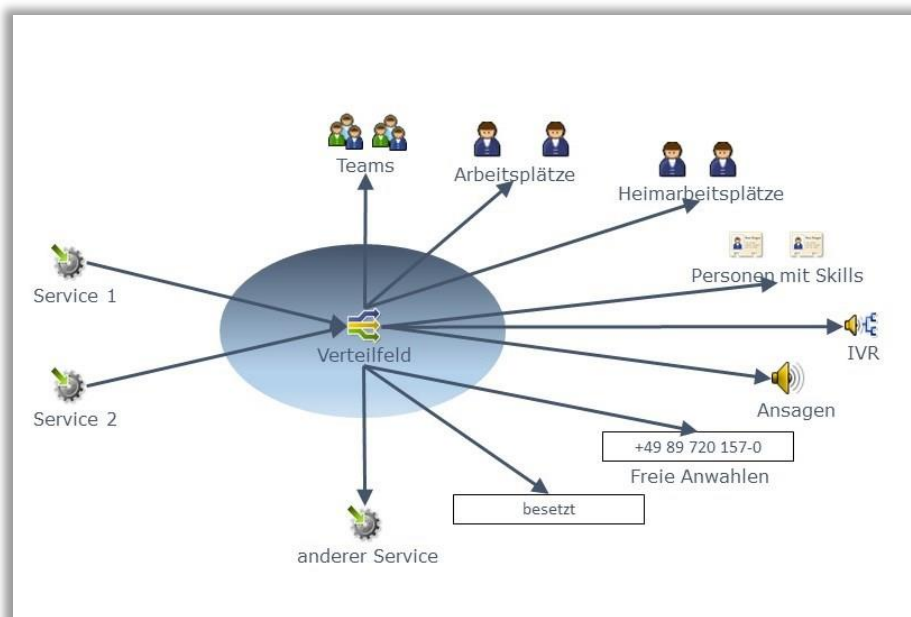 Teams
Arbeitsplätze
Heimarbeitsplätze
Personen mit Skills
Service 1
IVR
Verteilfeld
Service 2
Ansagen
+49 89 720 157-0
Freie Anwahlen
besetzt
anderer Service